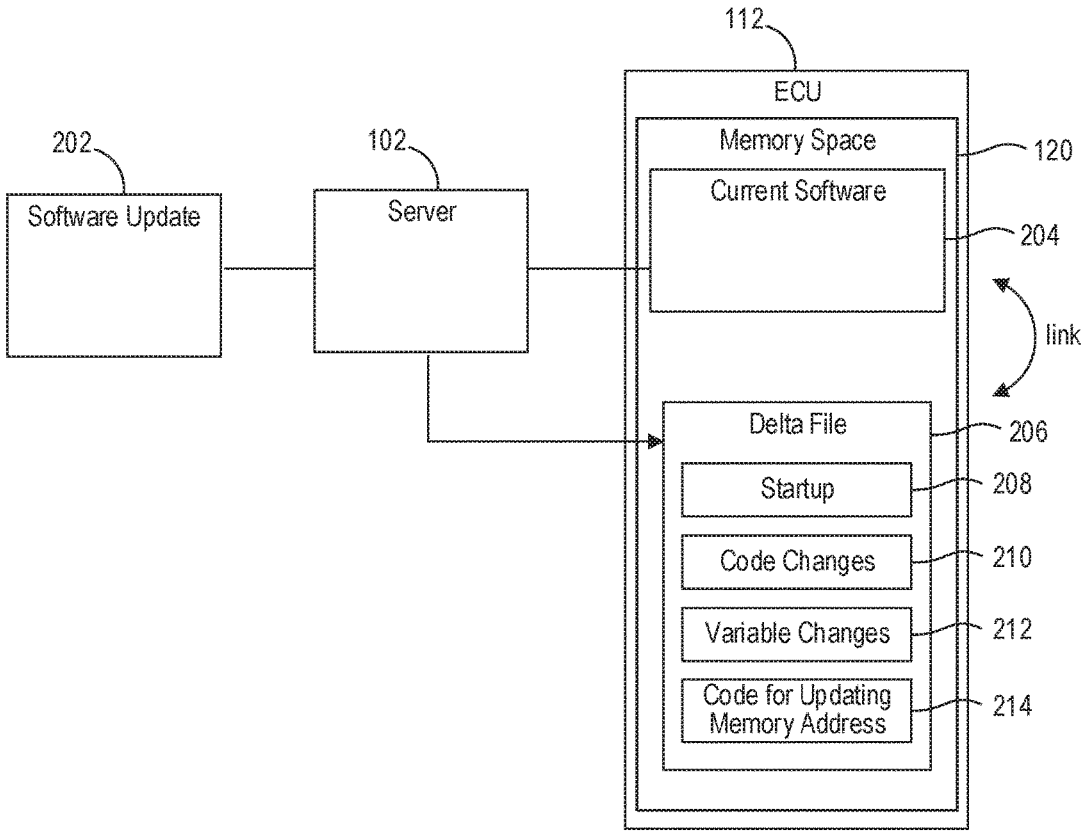 112
ECU
202
102
Memory Space
120
Software Update
Server
Current Software
204
link
Delta File
206
Startup
208
Code Changes
210
Variable Changes
212
Code for Updating
Memory Address
214